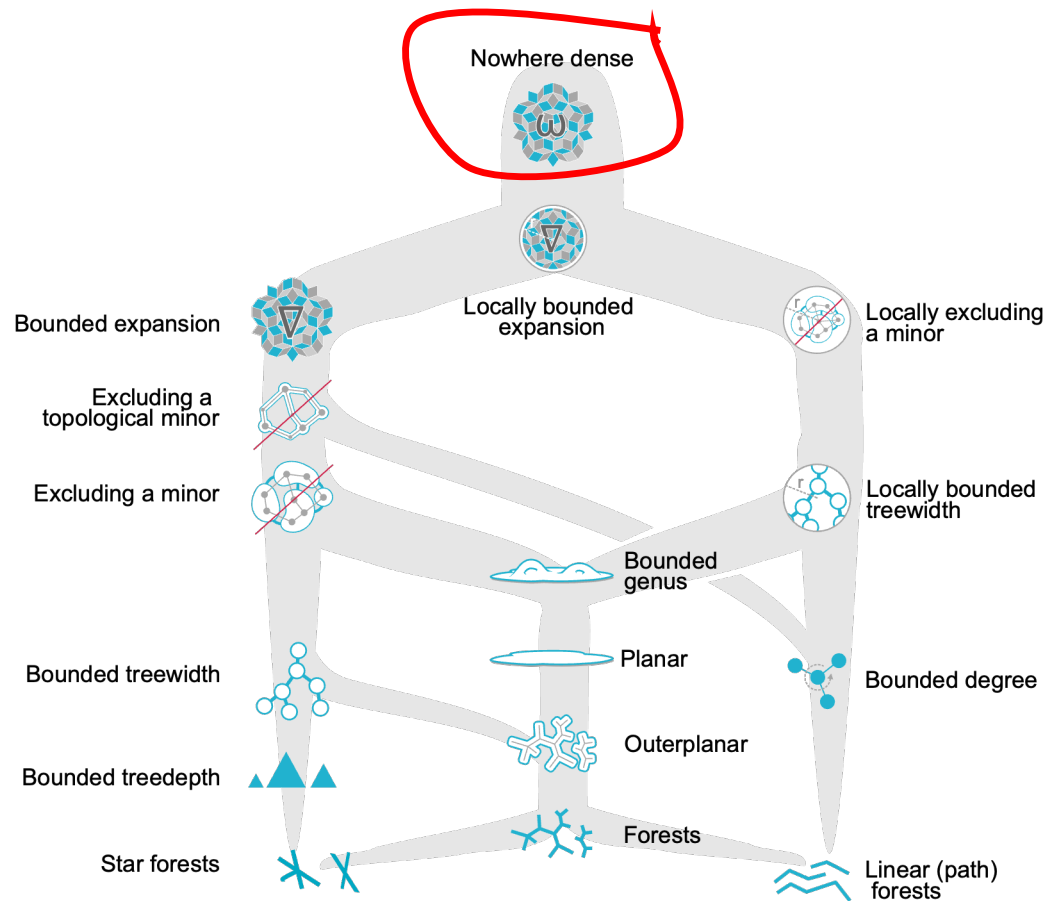 Nowhere dense
ω
r
∇
Locally bounded
expansion
Bounded expansion
∇
r
Locally excluding
a minor
Excluding a
topological minor
Excluding a minor
r
Locally bounded
treewidth
Bounded
genus
Bounded treewidth
Planar
Bounded degree
Outerplanar
Bounded treedepth
Forests
Star forests
Linear (path)
forests